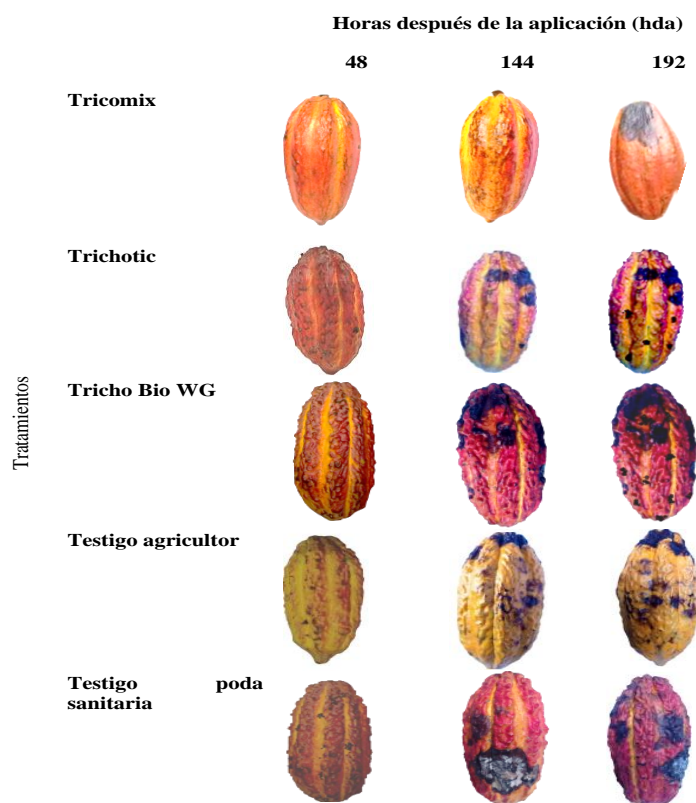 Horas después de la aplicación (hda)
48 144 192
Tricomix
Trichotic
Tricho Bio WG
Tratamientos
Testigo agricultor
Testigo poda
sanitaria